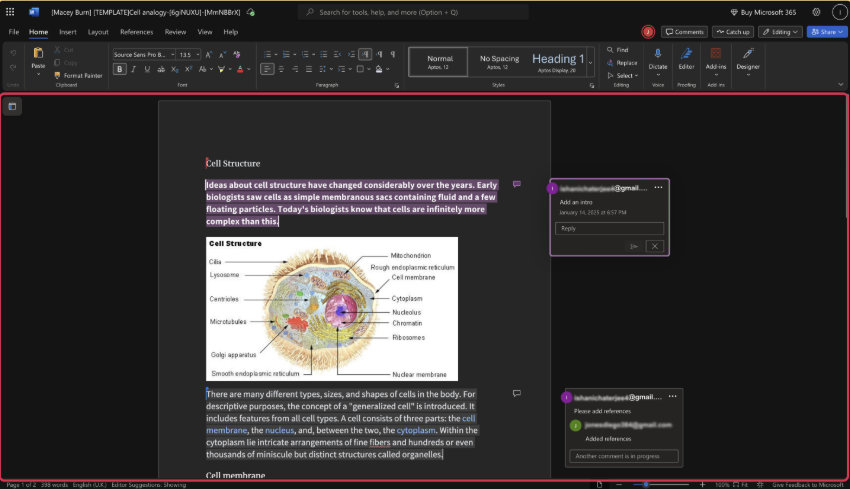 [Macey Burn] [TEMPLATE]Cell analogy-[6giNUXU]-[MmNBBrX]
Search for tools, help, and more (Option + Q)
Buy Microsoft 365
File Home Insert Layout References Review View Help
Comments Catch up Editing Share
Paste
Cut
Copy
Format Painter
Source Sans Pro B... 13.5
Normal
Aptos, 12
No Spacing
Aptos, 12
Heading 1
Aptos Display, 20
Find
Replace
Select
Dictate
Editor
Add-ins
Designer
Undo Clipboard Font Paragraph Styles Editing Voice Proofing Add-ins
Cell Structure
Ideas about cell structure have changed considerably over the years. Early
biologists saw cells as simple membranous sacs containing fluid and a few
floating particles. Today's biologists know that cells are infinitely more
complex than this.
Cell Structure
Cilia
Lysosome
Centrioles
Microtubules
Golgi apparatus
Smooth endoplasmic reticulum
Mitochondrion
Rough endoplasmic reticulum
Cell membrane
Cytoplasm
Nucleolus
Chromatin
Ribosomes
Nuclear membrane
There are many different types, sizes, and shapes of cells in the body. For
descriptive purposes, the concept of a "generalized cell" is introduced. It
includes features from all cell types. A cell consists of three parts: the cell
membrane, the nucleus, and, between the two, the cytoplasm. Within the
cytoplasm lie intricate arrangements of fine fibers and hundreds or even
thousands of miniscule but distinct structures called organelles.
Cell membrane
@gmail....
Add an intro
January 14, 2025 at 6:57 PM
Reply
@gmail....
Please add references
Added references
Another comment is in progress
Page 1 of 2 398 words English (U.K.) Editor Suggestions: Showing
100% Fit Give Feedback to Microsoft